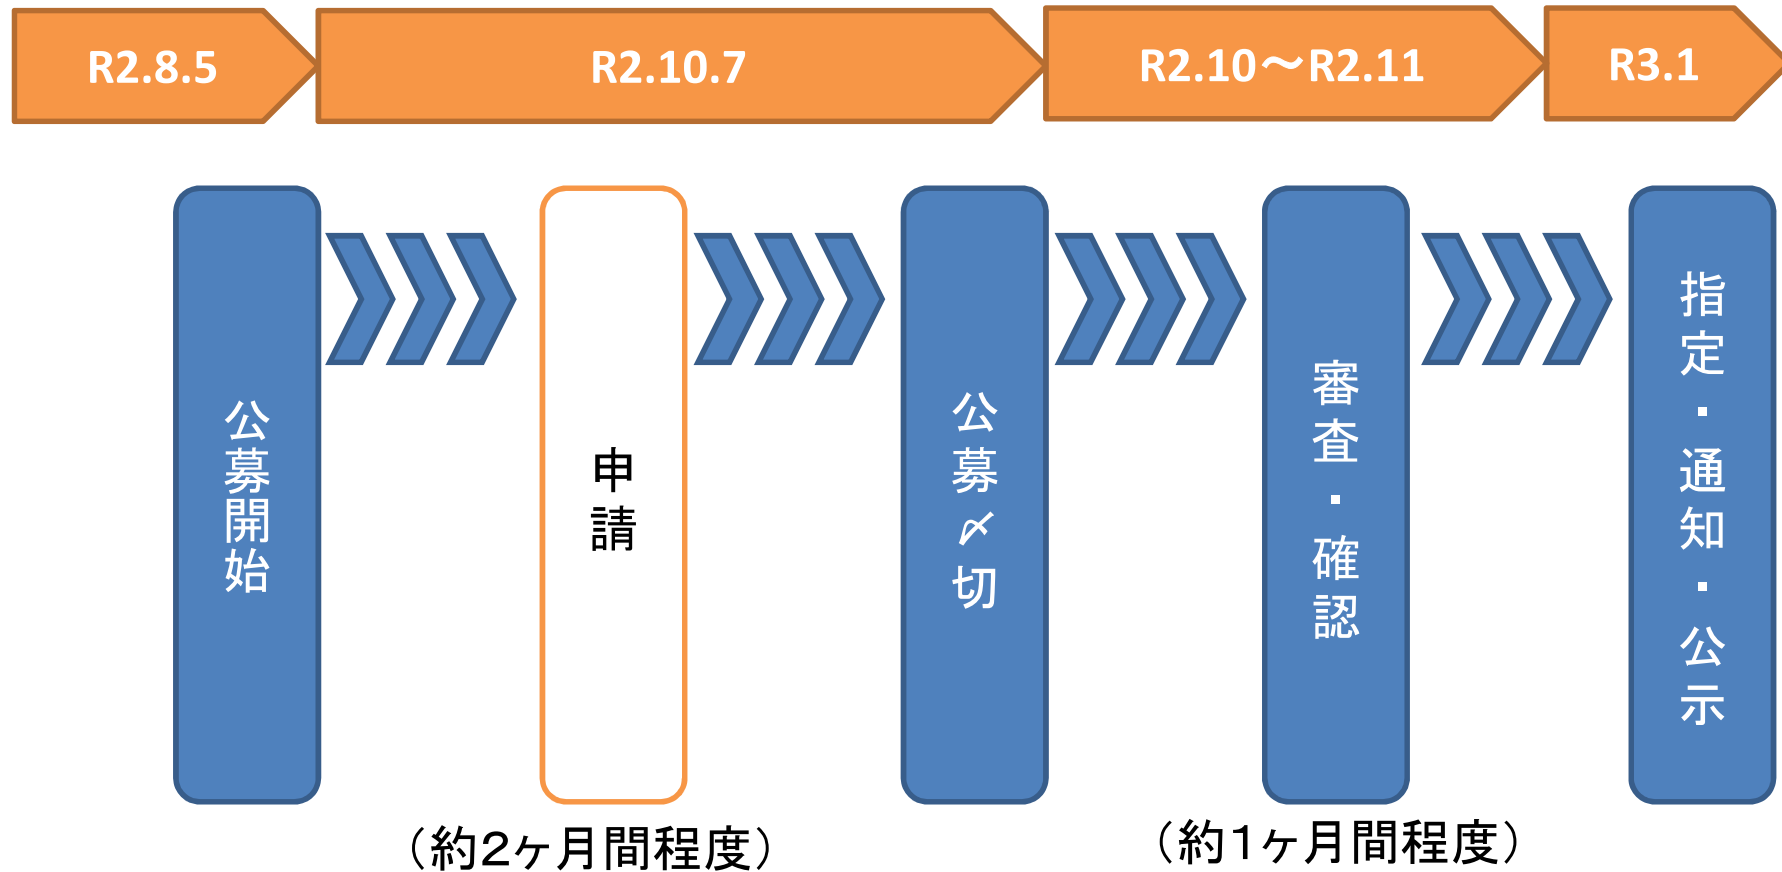 R2.8.5
R2.10.7
R2.10～R2.11
R3.1
公募開始
申請
公募〆切
審査・確認
指定・通知・公示
（約2ヶ月間程度）
（約1ヶ月間程度）